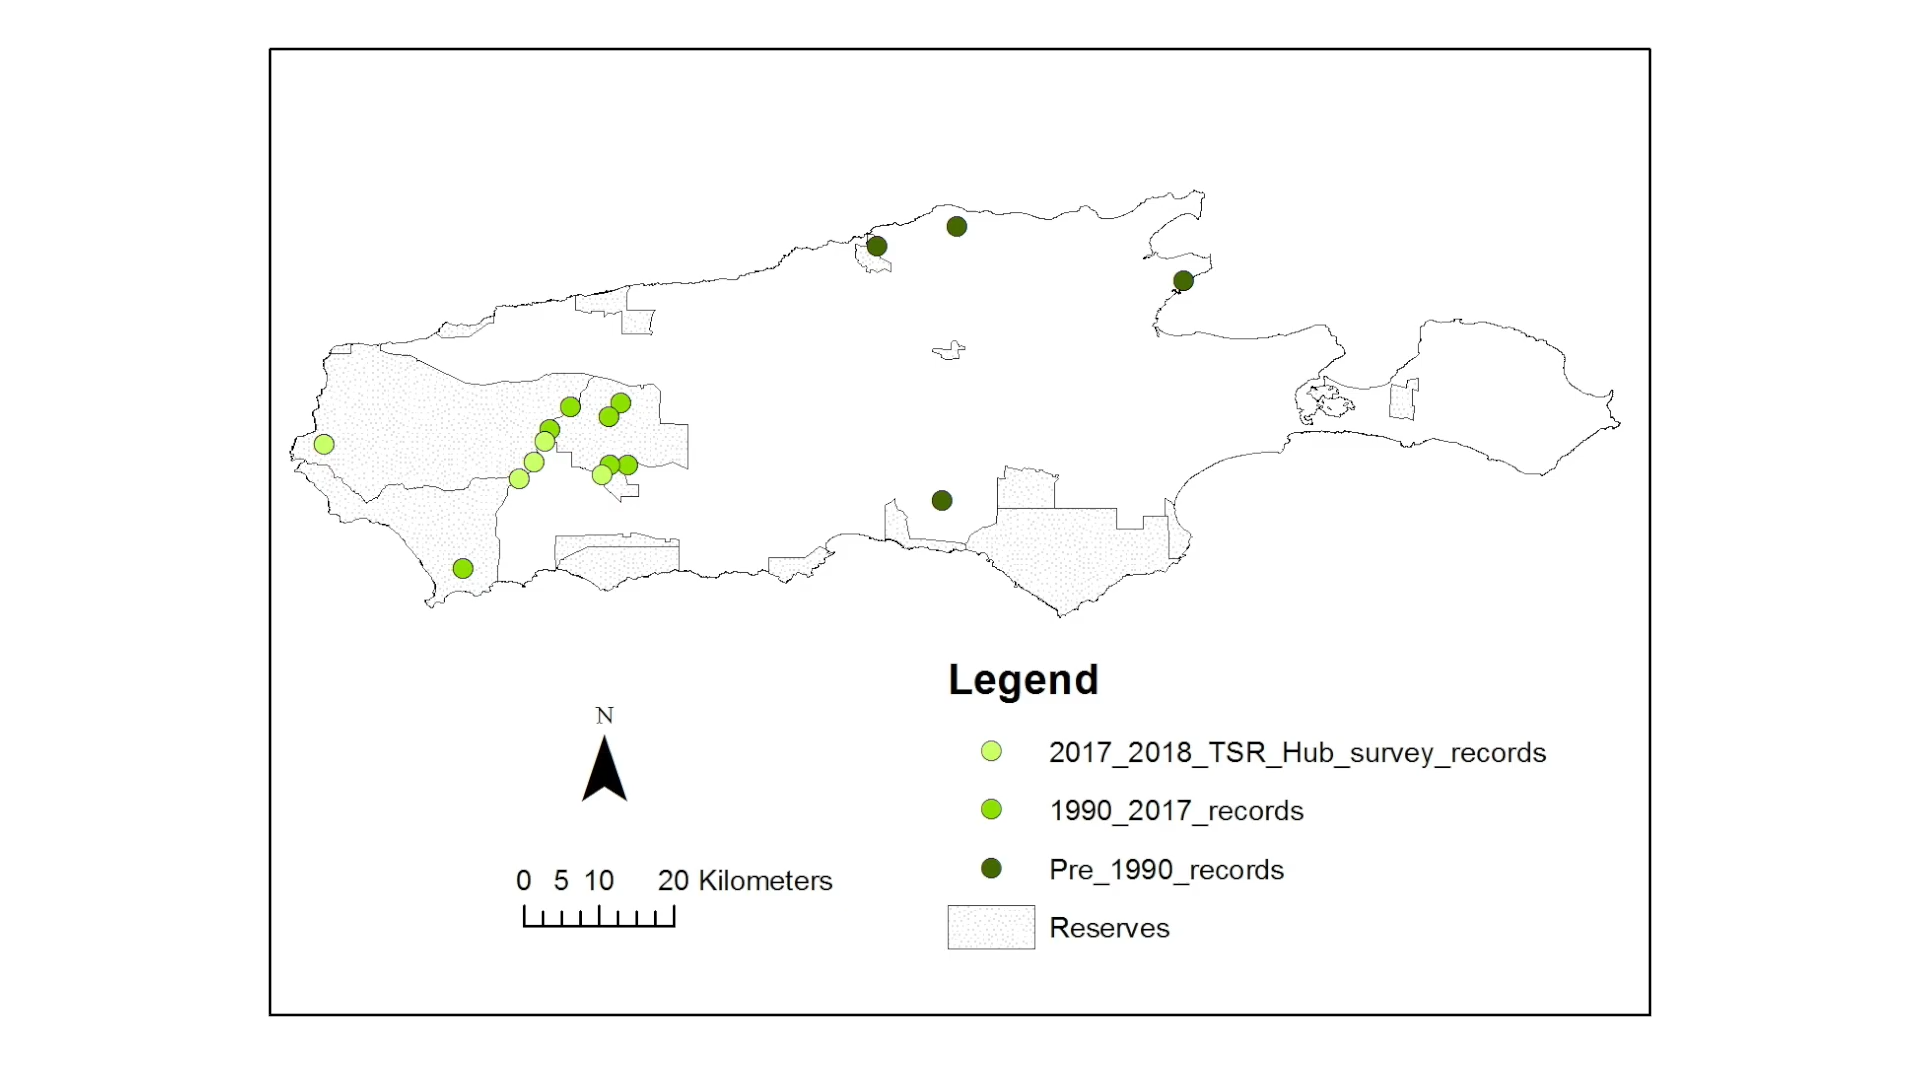 Legend
N
2017_2018_TSR_Hub_survey_records
1990_2017_records
Pre_1990_records
0 5 10 20 Kilometers
Reserves